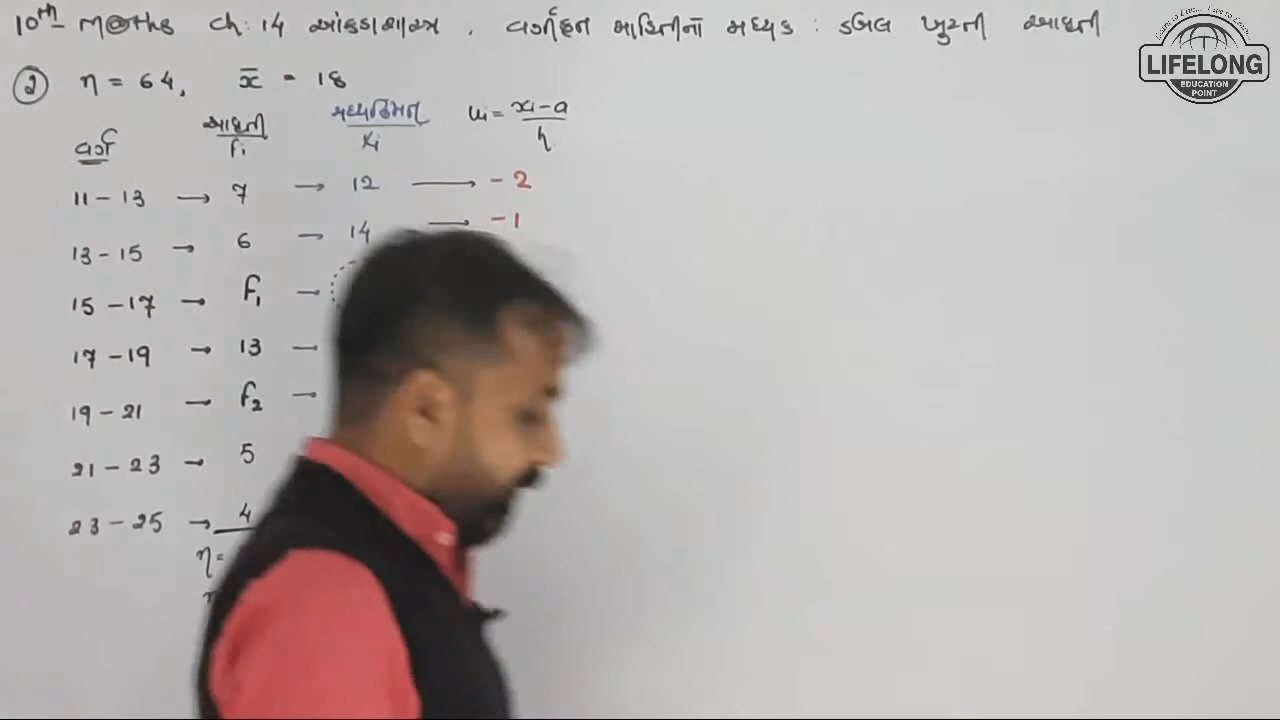 10th Maths ch: 14 આંકડાશાસ્ત્ર . વર્ગીકૃત માહિતીનો મધ્યક : ડબલ ખુટતી આવૃત્તી
LIFELONG
EDUCATION
POINT
② n = 64, x̄ = 18
વર્ગ આવૃત્તી fi મધ્યકિંમત xi ui = xi - a / h
11 - 13 → 7 → 12 → - 2
13 - 15 → 6 → 14 → - 1
15 - 17 → f₁ →
17 - 19 → 13 →
19 - 21 → f₂ →
21 - 23 → 5
23 - 25 → 4
n =